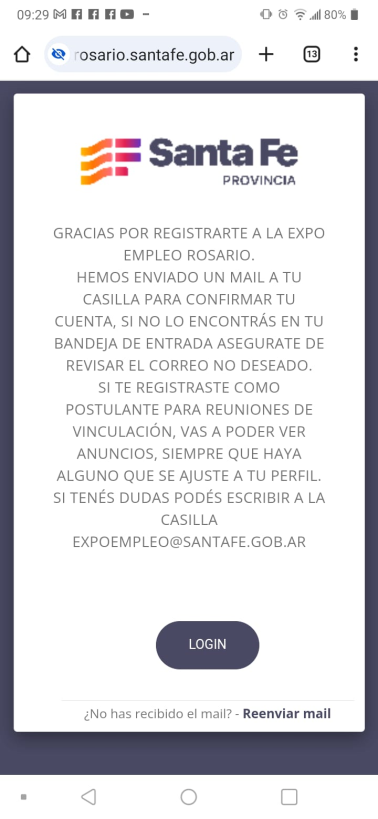 09:29
80%
rosario.santafe.gob.ar
13
Santa Fe
PROVINCIA
GRACIAS POR REGISTRARTE A LA EXPO
EMPLEO ROSARIO.
HEMOS ENVIADO UN MAIL A TU
CASILLA PARA CONFIRMAR TU
CUENTA, SI NO LO ENCONTRÁS EN TU
BANDEJA DE ENTRADA ASEGURATE DE
REVISAR EL CORREO NO DESEADO.
SI TE REGISTRASTE COMO
POSTULANTE PARA REUNIONES DE
VINCULACIÓN, VAS A PODER VER
ANUNCIOS, SIEMPRE QUE HAYA
ALGUNO QUE SE AJUSTE A TU PERFIL.
SI TENÉS DUDAS PODÉS ESCRIBIR A LA
CASILLA
EXPOEMPLEO@SANTAFE.GOB.AR
LOGIN
¿No has recibido el mail? - Reenviar mail